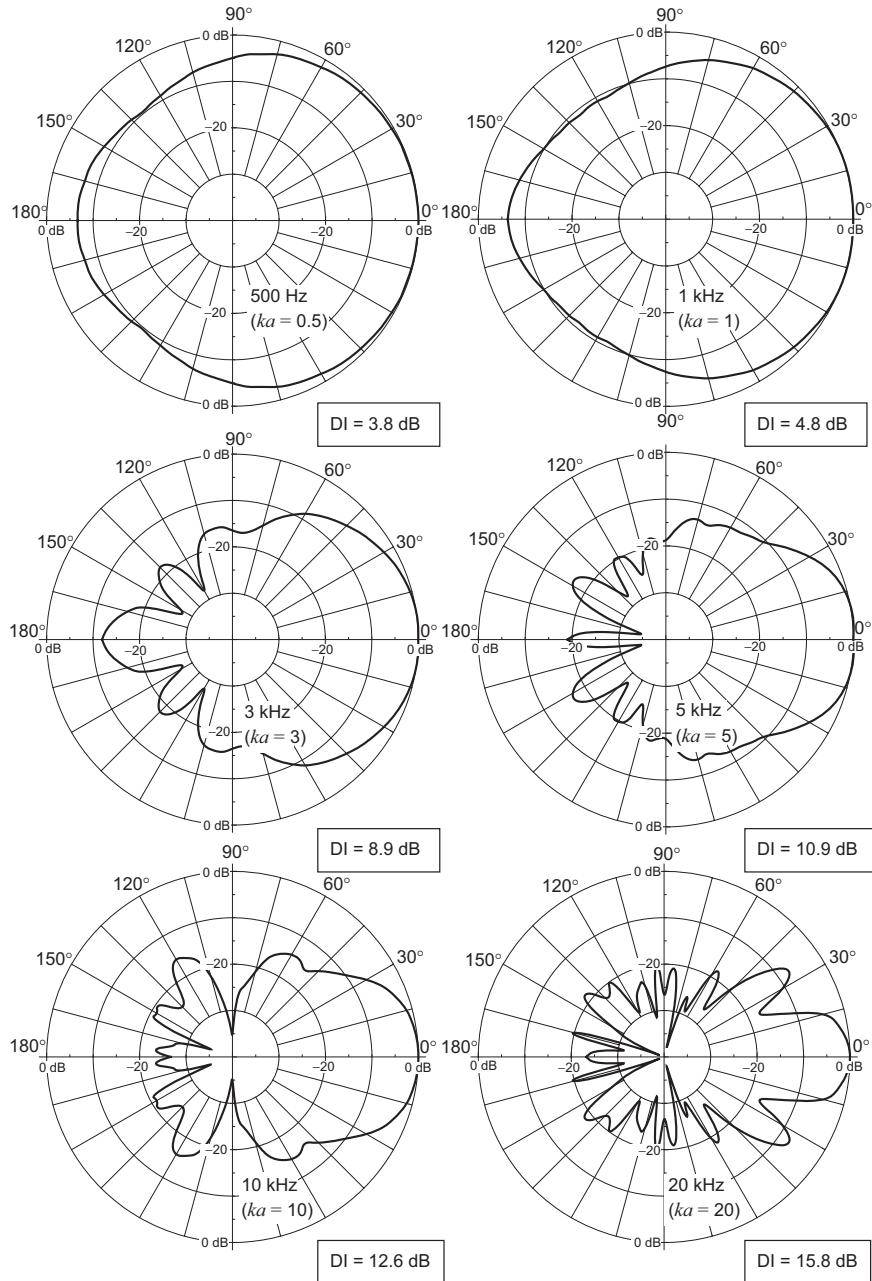 90° 90°
0 dB 0 dB
120° 60° 120° 60°
150° 30° 150° 30°
–20 –20
180° 0° 180° 0°
0 dB –20 –20 0 dB 0 dB –20 –20 0 dB
500 Hz 1 kHz
(ka = 0.5) (ka = 1)
–20 –20
0 dB 0 dB
DI = 3.8 dB DI = 4.8 dB
90° 90°
0 dB 0 dB
120° 60° 120° 60°
150° 30° 150° 30°
–20 –20
180° 0° 180° 0°
0 dB –20 –20 0 dB 0 dB –20 –20 0 dB
3 kHz 5 kHz
(ka = 3) (ka = 5)
–20 –20
0 dB 0 dB
DI = 8.9 dB DI = 10.9 dB
90° 90°
0 dB 0 dB
120° 60° 120° 60°
150° 30° 150° 30°
–20 –20
180° 0° 180° 0°
0 dB –20 –20 0 dB 0 dB –20 –20 0 dB
–20 –20
10 kHz 20 kHz
(ka = 10) (ka = 20)
0 dB 0 dB
DI = 12.6 dB DI = 15.8 dB